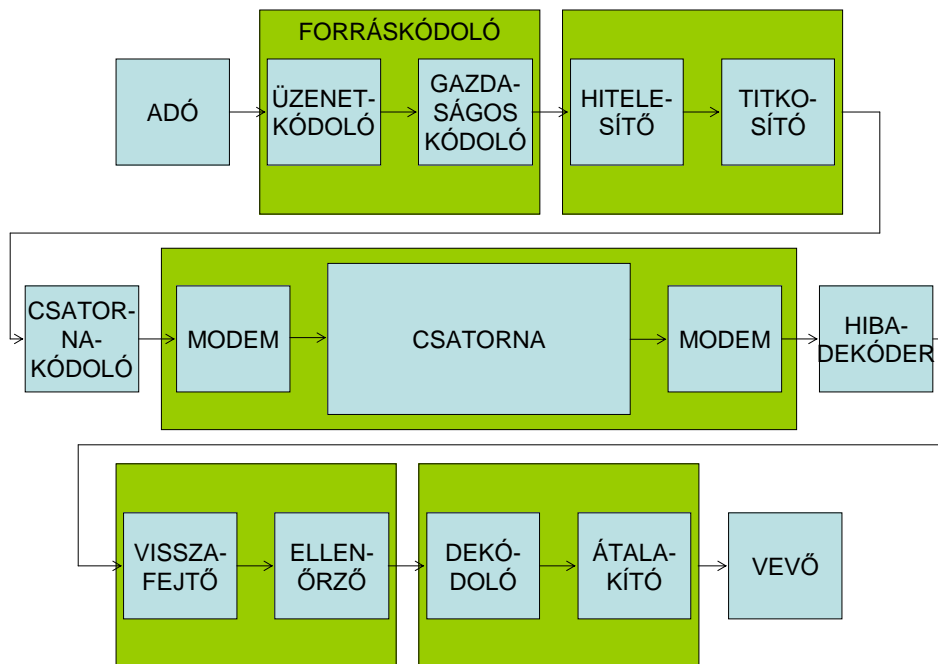 FORRÁSKÓDOLÓ
ADÓ
ÜZENET-
KÓDOLÓ
GAZDA-
SÁGOS
KÓDOLÓ
HITELE-
SÍTŐ
TITKO-
SÍTÓ
CSATOR-
NA-
KÓDOLÓ
MODEM
CSATORNA
MODEM
HIBA-
DEKÓDER
VISSZA-
FEJTŐ
ELLEN-
ŐRZŐ
DEKÓ-
DOLÓ
ÁTALA-
KÍTÓ
VEVŐ